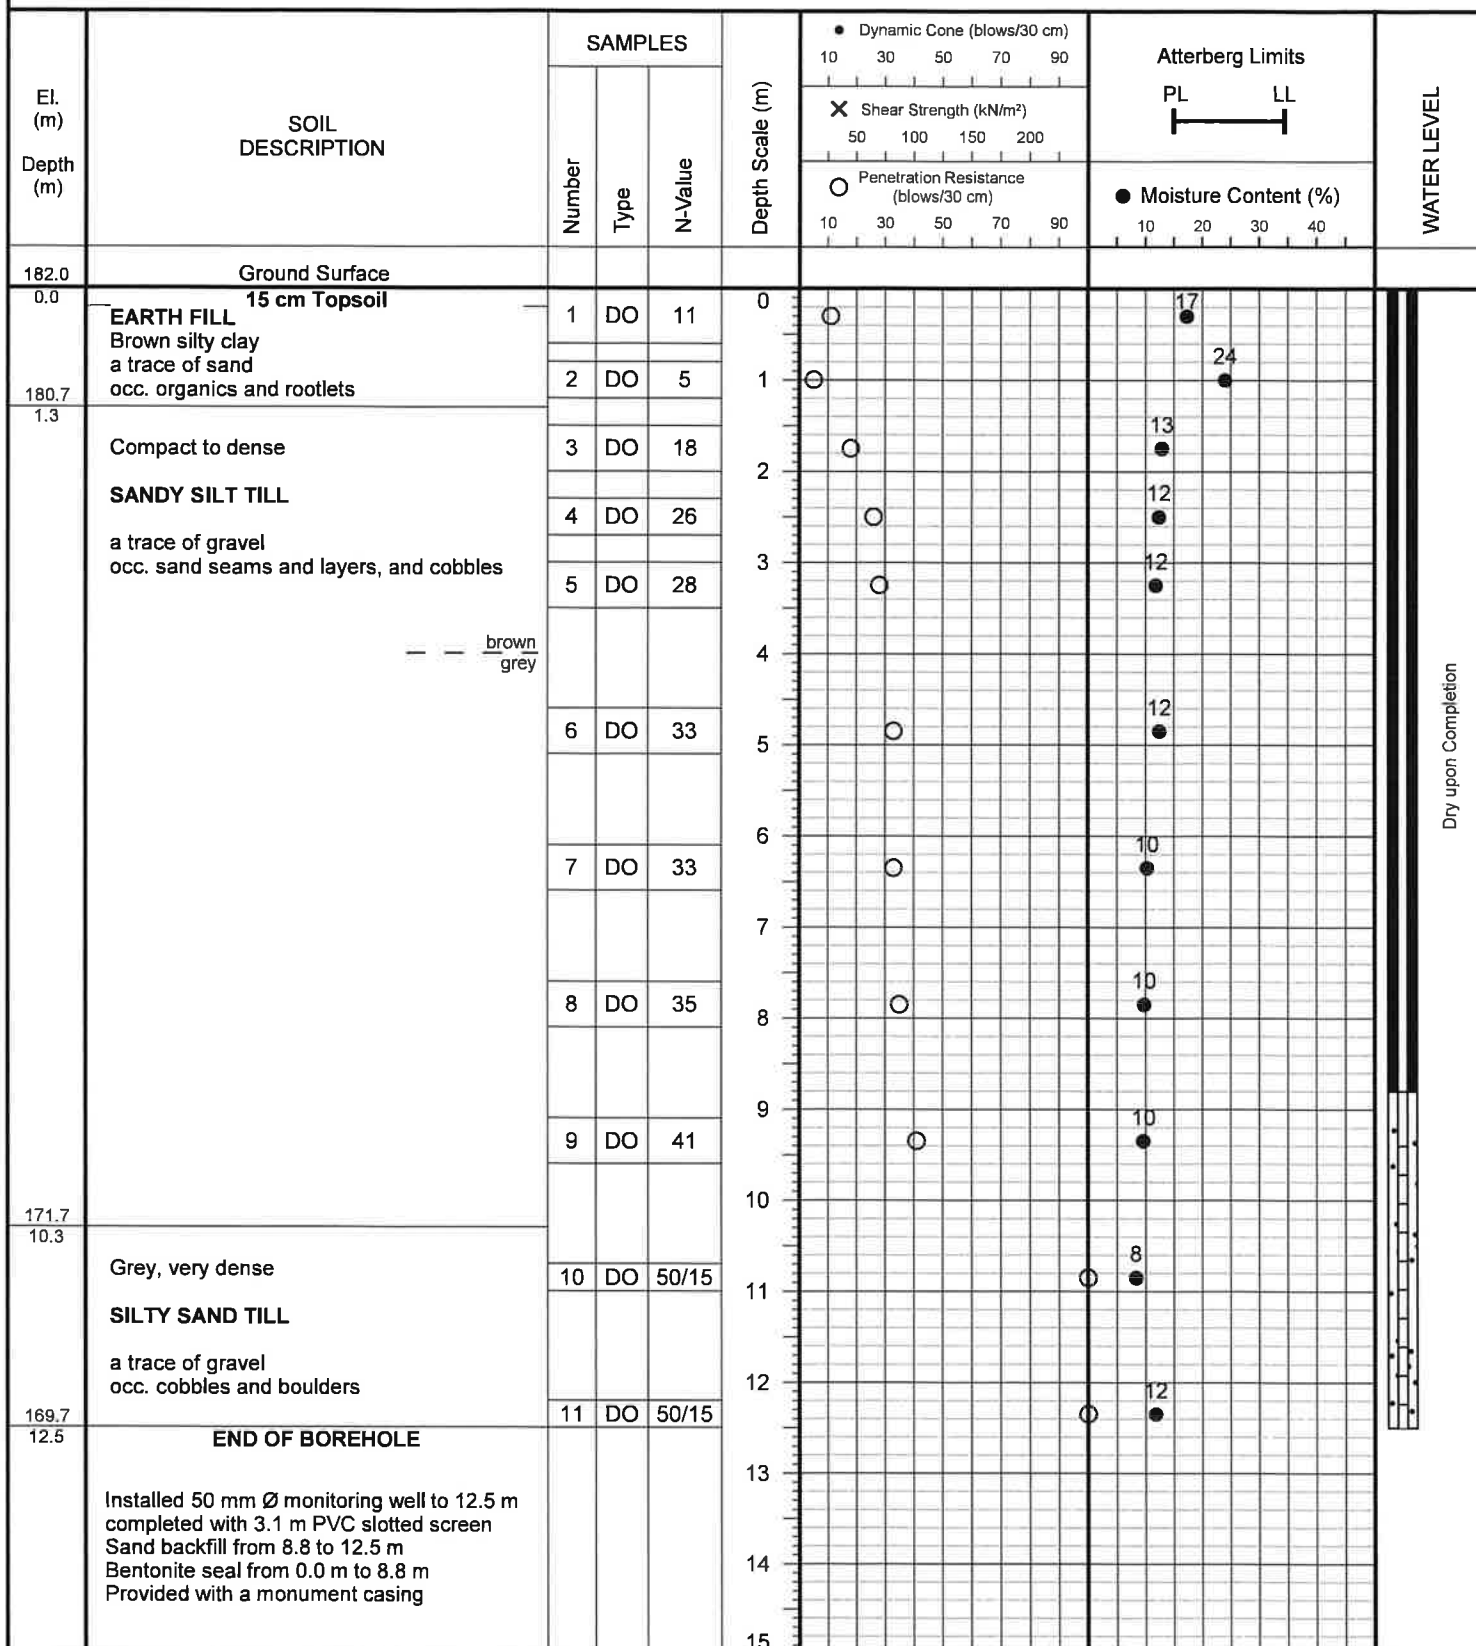 El.
(m)
Depth
(m)
SOIL
DESCRIPTION
SAMPLES
Number
Type
N-Value
Depth Scale (m)
● Dynamic Cone (blows/30 cm)
10 30 50 70 90
✕ Shear Strength (kN/m²)
50 100 150 200
○ Penetration Resistance
(blows/30 cm)
10 30 50 70 90
Atterberg Limits
PL LL
● Moisture Content (%)
10 20 30 40
WATER LEVEL
182.0 Ground Surface
0.0 15 cm Topsoil 0
EARTH FILL 1 DO 11 17
Brown silty clay
a trace of sand 24
occ. organics and rootlets 2 DO 5 1
180.7
1.3
Compact to dense 3 DO 18 13
2
SANDY SILT TILL
4 DO 26 12
a trace of gravel
occ. sand seams and layers, and cobbles 3
5 DO 28 12
brown
grey
4
6 DO 33 12
5
Dry upon Completion
6
7 DO 33 10
7
8 DO 35 10
8
9
9 DO 41 10
10
171.7
10.3
Grey, very dense 10 DO 50/15 8
11
SILTY SAND TILL
a trace of gravel
occ. cobbles and boulders 12
169.7 11 DO 50/15 12
12.5 END OF BOREHOLE
13
Installed 50 mm Ø monitoring well to 12.5 m
completed with 3.1 m PVC slotted screen
Sand backfill from 8.8 to 12.5 m
Bentonite seal from 0.0 m to 8.8 m
Provided with a monument casing
14
15